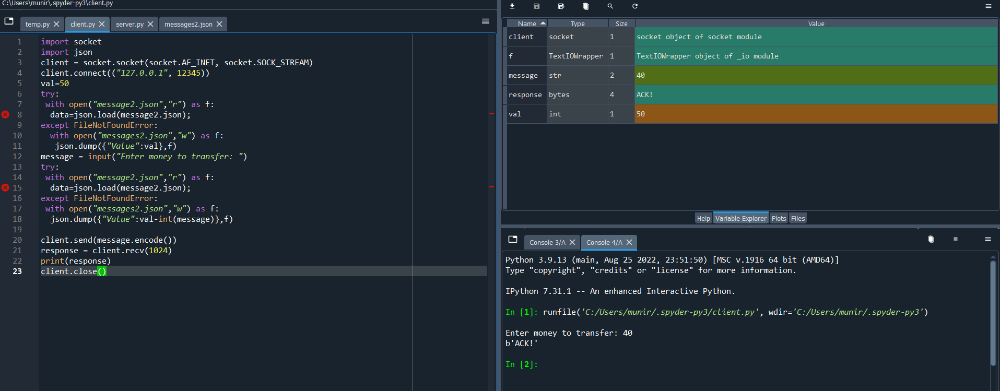 C:\Users\munir\.spyder-py3\client.py
temp.py client.py server.py messages2.json
1 import socket
2 import json
3 client = socket.socket(socket.AF_INET, socket.SOCK_STREAM)
4 client.connect(("127.0.0.1", 12345))
5 val=50
6 try:
7 with open("message2.json","r") as f:
8 data=json.load(message2.json);
9 except FileNotFoundError:
10 with open("messages2.json","w") as f:
11 json.dump({"Value":val},f)
12 message = input("Enter money to transfer: ")
13 try:
14 with open("message2.json","r") as f:
15 data=json.load(message2.json);
16 except FileNotFoundError:
17 with open("messages2.json","w") as f:
18 json.dump({"Value":val-int(message)},f)
19
20 client.send(message.encode())
21 response = client.recv(1024)
22 print(response)
23 client.close()
Name Type Size Value
client socket 1 socket object of socket module
f TextIOWrapper 1 TextIOWrapper object of _io module
message str 2 40
response bytes 4 ACK!
val int 1 50
Help Variable Explorer Plots Files
Console 3/A Console 4/A
Python 3.9.13 (main, Aug 25 2022, 23:51:50) [MSC v.1916 64 bit (AMD64)]
Type "copyright", "credits" or "license" for more information.
IPython 7.31.1 -- An enhanced Interactive Python.
In [1]: runfile('C:/Users/munir/.spyder-py3/client.py', wdir='C:/Users/munir/.spyder-py3')
Enter money to transfer: 40
b'ACK!'
In [2]: